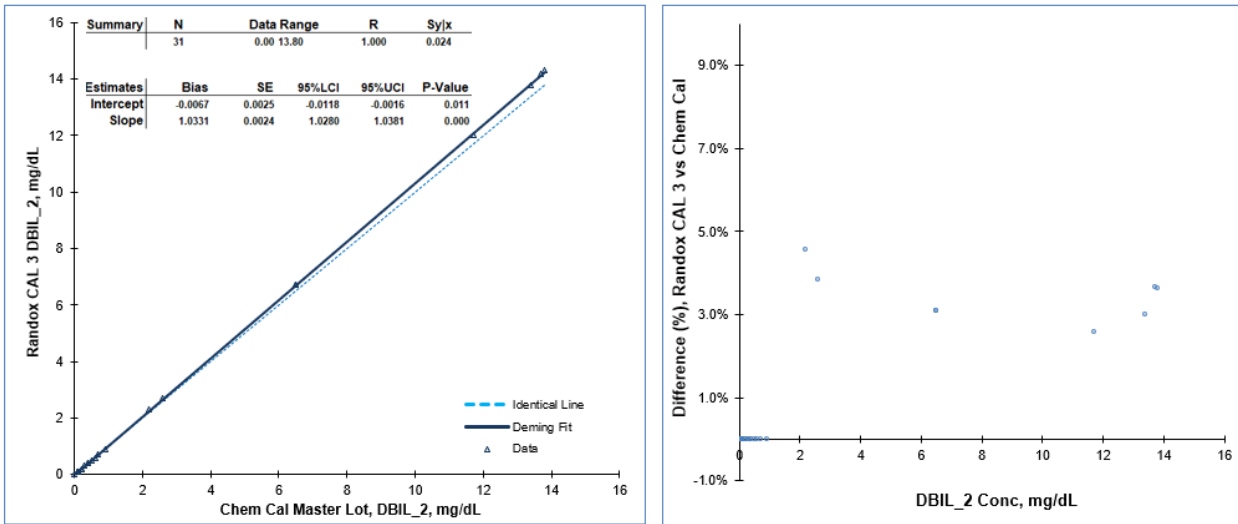 Summary N Data Range R Sy|x
31 0.00 13.80 1.000 0.024
Estimates Bias SE 95%LCI 95%UCI P-Value
Intercept -0.0067 0.0025 -0.0118 -0.0016 0.011
Slope 1.0331 0.0024 1.0280 1.0381 0.000
16
14
12
10
8
6
4
2
0
Randox CAL 3 DBIL_2, mg/dL
Identical Line
Deming Fit
Data
0 2 4 6 8 10 12 14 16
Chem Cal Master Lot, DBIL_2, mg/dL
Difference (%), Randox CAL 3 vs Chem Cal
9.0%
7.0%
5.0%
3.0%
1.0%
-1.0%
0 2 4 6 8 10 12 14 16
DBIL_2 Conc, mg/dL